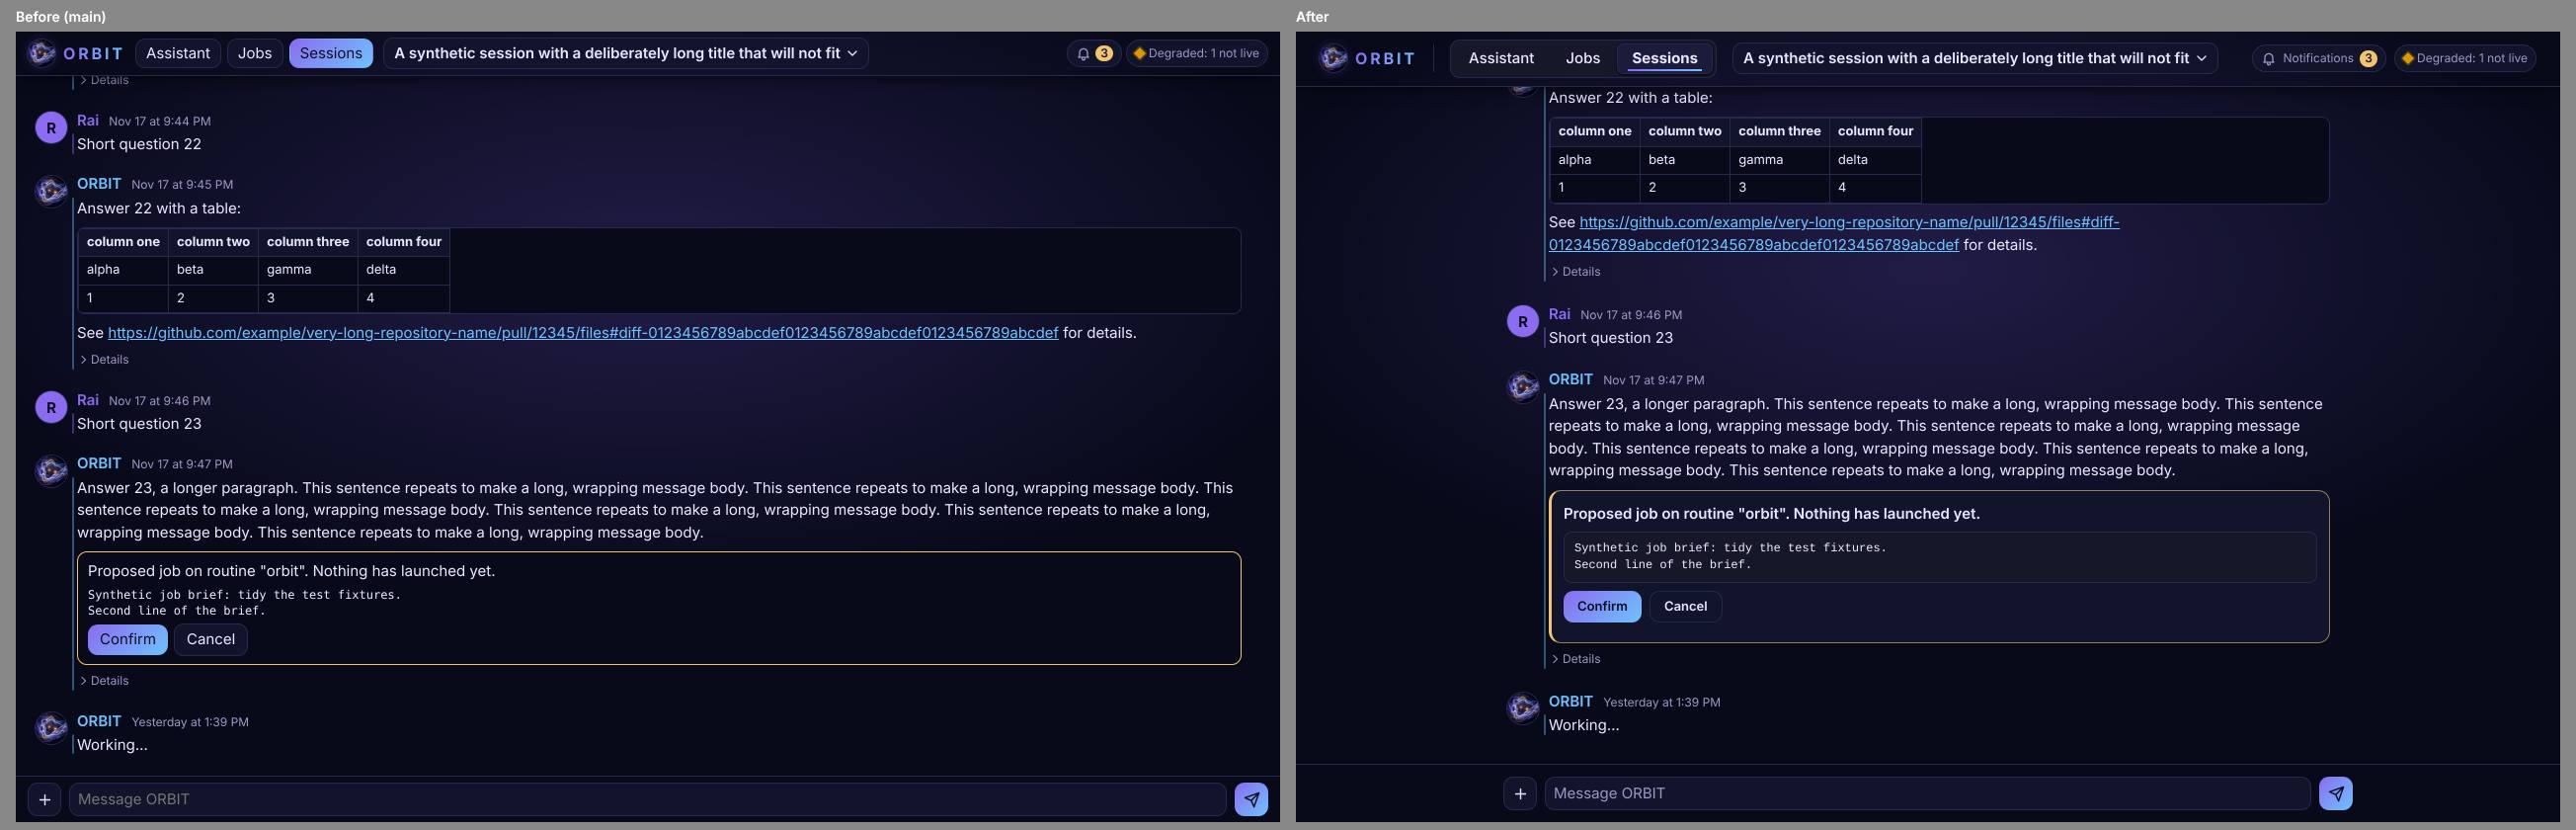 Before (main)
ORBIT
Assistant
Jobs
Sessions
A synthetic session with a deliberately long title that will not fit
3
Degraded: 1 not live
Details
R
Rai Nov 17 at 9:44 PM
Short question 22
ORBIT Nov 17 at 9:45 PM
Answer 22 with a table:
column one column two column three column four
alpha beta gamma delta
1 2 3 4
See https://github.com/example/very-long-repository-name/pull/12345/files#diff-0123456789abcdef0123456789abcdef0123456789abcdef for details.
Details
R
Rai Nov 17 at 9:46 PM
Short question 23
ORBIT Nov 17 at 9:47 PM
Answer 23, a longer paragraph. This sentence repeats to make a long, wrapping message body. This sentence repeats to make a long, wrapping message body. This
sentence repeats to make a long, wrapping message body. This sentence repeats to make a long, wrapping message body. This sentence repeats to make a long,
wrapping message body. This sentence repeats to make a long, wrapping message body.
Proposed job on routine "orbit". Nothing has launched yet.
Synthetic job brief: tidy the test fixtures.
Second line of the brief.
Confirm Cancel
Details
ORBIT Yesterday at 1:39 PM
Working...
+ Message ORBIT
After
ORBIT
Assistant
Jobs
Sessions
A synthetic session with a deliberately long title that will not fit
Notifications 3
Degraded: 1 not live
Answer 22 with a table:
column one column two column three column four
alpha beta gamma delta
1 2 3 4
See https://github.com/example/very-long-repository-name/pull/12345/files#diff-
0123456789abcdef0123456789abcdef0123456789abcdef for details.
Details
R
Rai Nov 17 at 9:46 PM
Short question 23
ORBIT Nov 17 at 9:47 PM
Answer 23, a longer paragraph. This sentence repeats to make a long, wrapping message body. This sentence
repeats to make a long, wrapping message body. This sentence repeats to make a long, wrapping message
body. This sentence repeats to make a long, wrapping message body. This sentence repeats to make a long,
wrapping message body. This sentence repeats to make a long, wrapping message body.
Proposed job on routine "orbit". Nothing has launched yet.
Synthetic job brief: tidy the test fixtures.
Second line of the brief.
Confirm Cancel
Details
ORBIT Yesterday at 1:39 PM
Working...
+ Message ORBIT